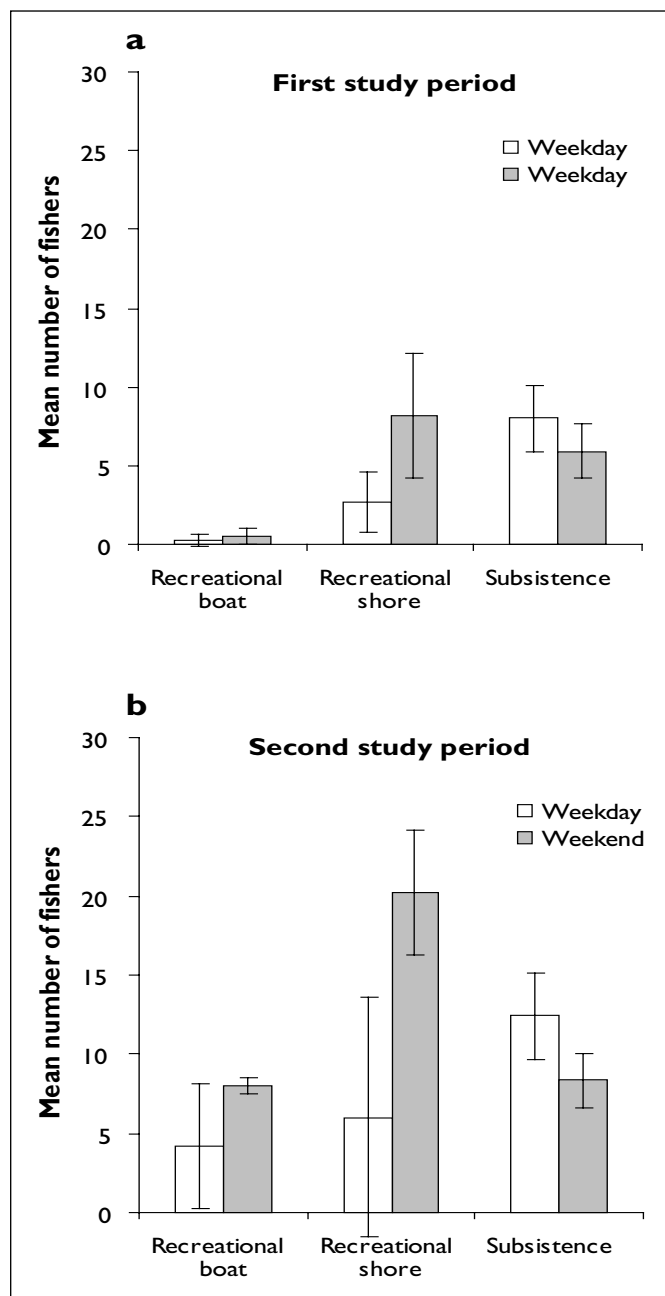 a
First study period
Weekday
Weekday
30
25
20
15
10
5
0
Mean number of fishers
Recreational boat
Recreational shore
Subsistence
b
Second study period
Weekday
Weekend
30
25
20
15
10
5
0
Mean number of fishers
Recreational boat
Recreational shore
Subsistence